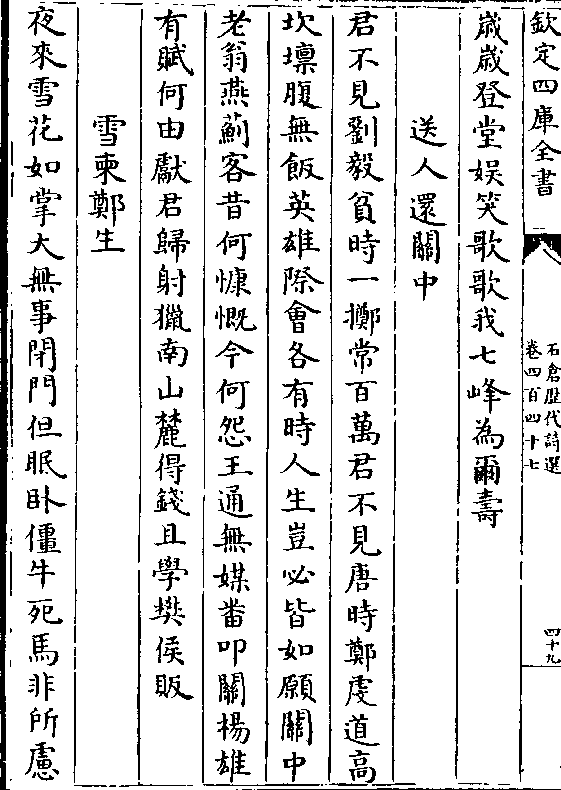 欽定四庫全書
石倉歴代詩選
卷四百四十七
四十九
歳歳登堂娱笑歌歌我七峰為爾壽
送人還關中
君不見劉毅貧時一擲常百萬君不見唐時鄭䖍道髙
坎壈腹無飯英雄際會各有時人生豈必皆如願關中
老翁燕薊客昔何慷慨今何怨王通無媒畨叩關楊雄
有賦何由獻君歸射獵南山麓得錢且學樊侯販
雪柬鄭生
夜來雪花如掌大無事閉門但眠卧僵牛死馬非所慮